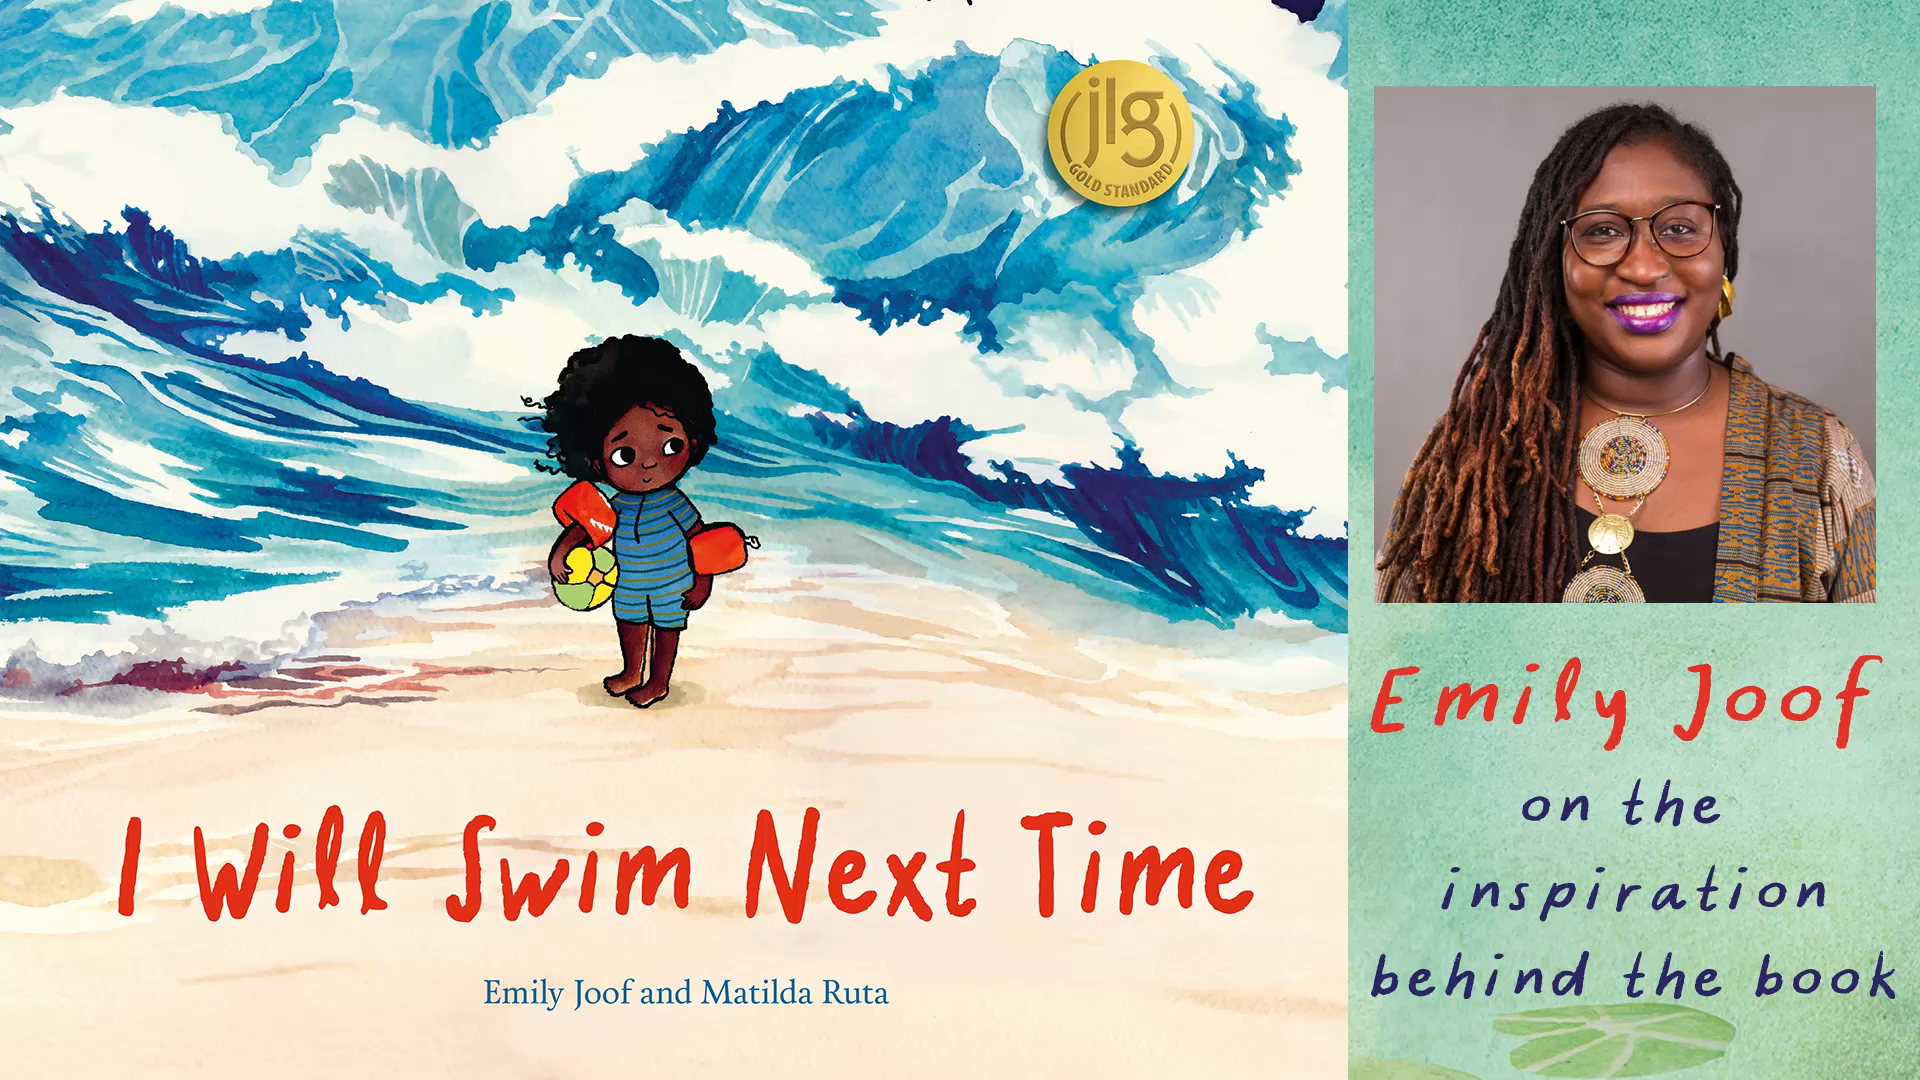 jlg
GOLD STANDARD
I Will Swim Next Time
Emily Joof and Matilda Ruta
Emily Joof
on the
inspiration
behind the book